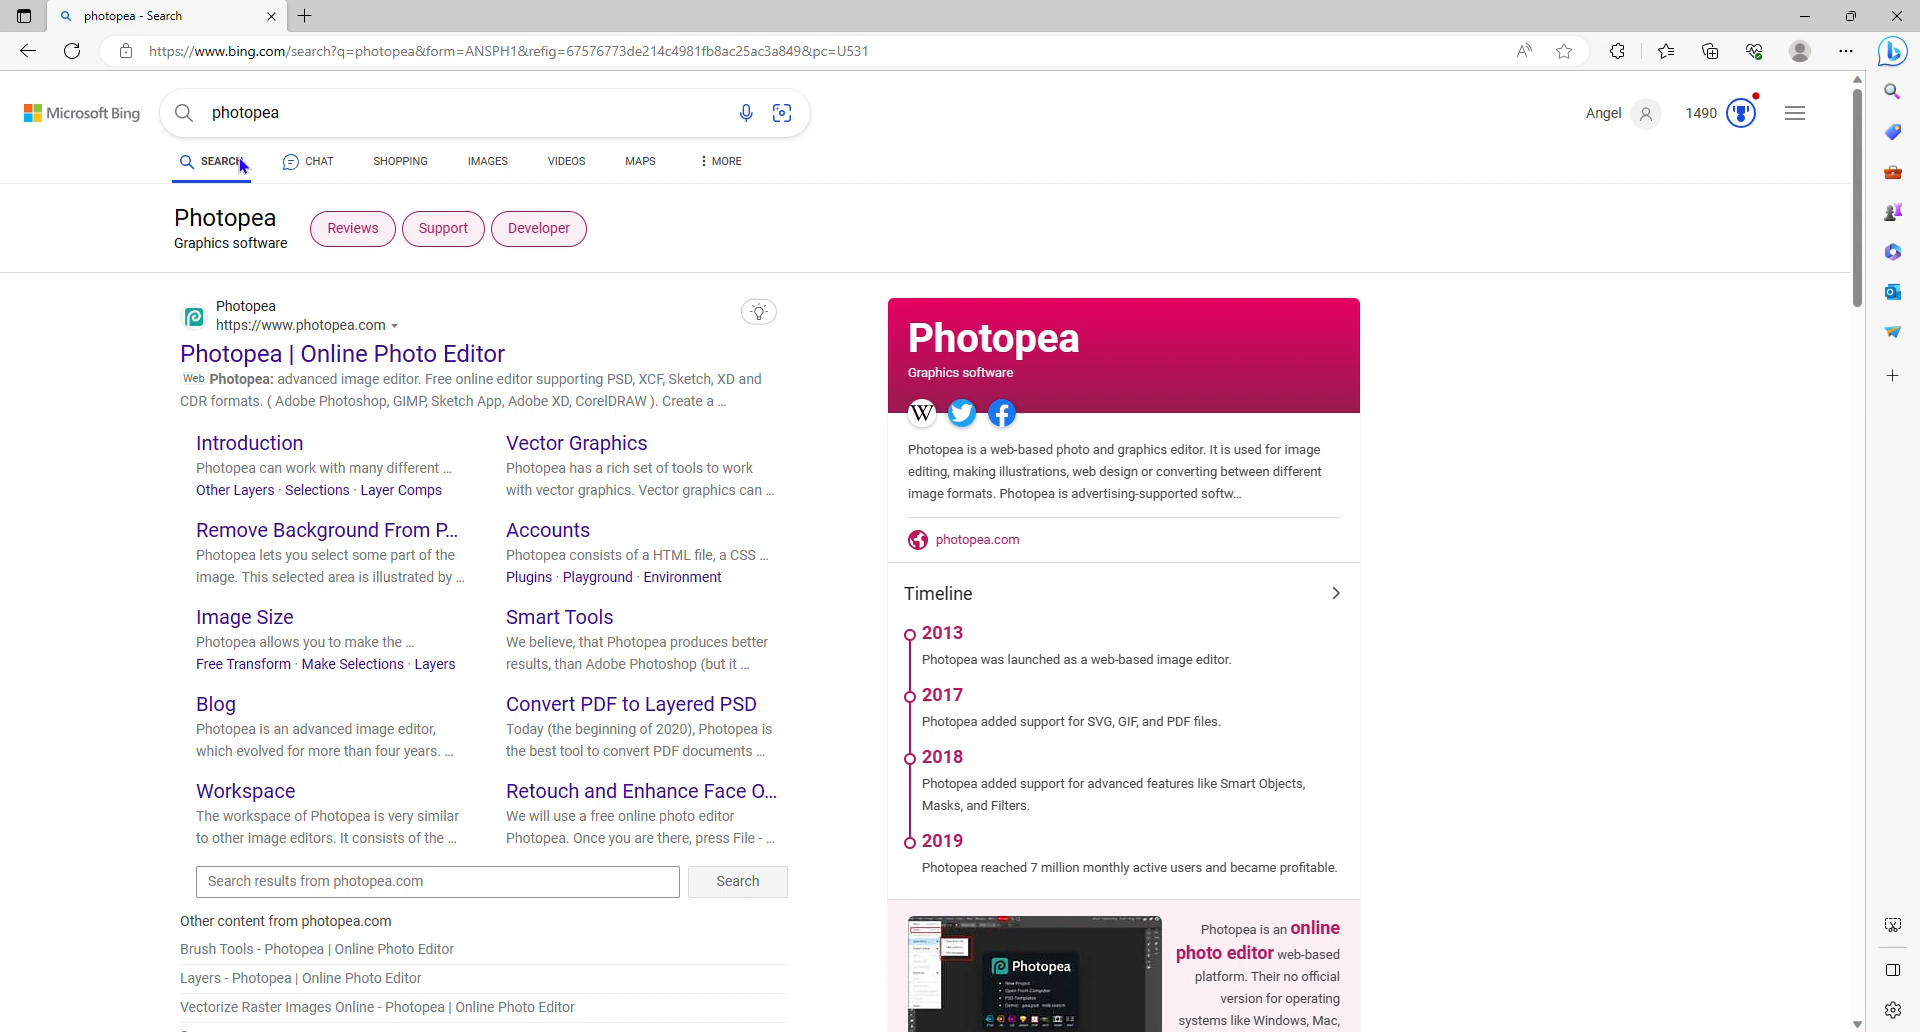 photopea - Search
https://www.bing.com/search?q=photopea&form=ANSPH1&refig=67576773de214c4981fb8ac25ac3a849&pc=U531
Microsoft Bing
photopea
Angel
1490
SEARCH
CHAT
SHOPPING
IMAGES
VIDEOS
MAPS
MORE
Photopea
Graphics software
Reviews
Support
Developer
Photopea
https://www.photopea.com
Photopea | Online Photo Editor
Web Photopea: advanced image editor. Free online editor supporting PSD, XCF, Sketch, XD and
CDR formats. ( Adobe Photoshop, GIMP, Sketch App, Adobe XD, CorelDRAW ). Create a ...
Introduction
Photopea can work with many different ...
Other Layers · Selections · Layer Comps
Vector Graphics
Photopea has a rich set of tools to work
with vector graphics. Vector graphics can ...
Remove Background From P...
Photopea lets you select some part of the
image. This selected area is illustrated by ...
Accounts
Photopea consists of a HTML file, a CSS ...
Plugins · Playground · Environment
Image Size
Photopea allows you to make the ...
Free Transform · Make Selections · Layers
Smart Tools
We believe, that Photopea produces better
results, than Adobe Photoshop (but it ...
Blog
Photopea is an advanced image editor,
which evolved for more than four years. ...
Convert PDF to Layered PSD
Today (the beginning of 2020), Photopea is
the best tool to convert PDF documents ...
Workspace
The workspace of Photopea is very similar
to other image editors. It consists of the ...
Retouch and Enhance Face O...
We will use a free online photo editor
Photopea. Once you are there, press File - ...
Search results from photopea.com
Search
Other content from photopea.com
Brush Tools - Photopea | Online Photo Editor
Layers - Photopea | Online Photo Editor
Vectorize Raster Images Online - Photopea | Online Photo Editor
Photopea
Graphics software
Photopea is a web-based photo and graphics editor. It is used for image
editing, making illustrations, web design or converting between different
image formats. Photopea is advertising-supported softw...
photopea.com
Timeline
2013
Photopea was launched as a web-based image editor.
2017
Photopea added support for SVG, GIF, and PDF files.
2018
Photopea added support for advanced features like Smart Objects,
Masks, and Filters.
2019
Photopea reached 7 million monthly active users and became profitable.
Photopea
New Project
Open From Computer
PSD Templates
Photopea is an online
photo editor web-based
platform. Their no official
version for operating
systems like Windows, Mac,